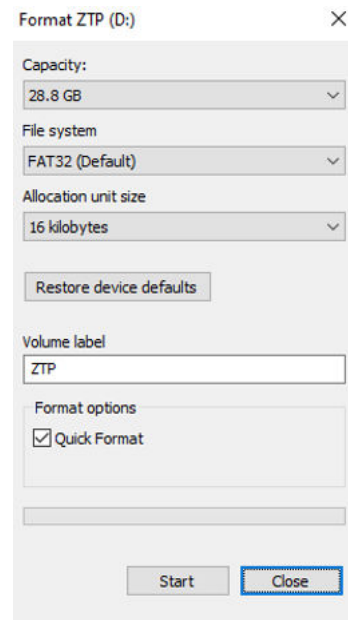 Format ZTP (D:)
Capacity:
28.8 GB
File system
FAT32 (Default)
Allocation unit size
16 kilobytes
Restore device defaults
Volume label
ZTP
Format options
Quick Format
Start Close